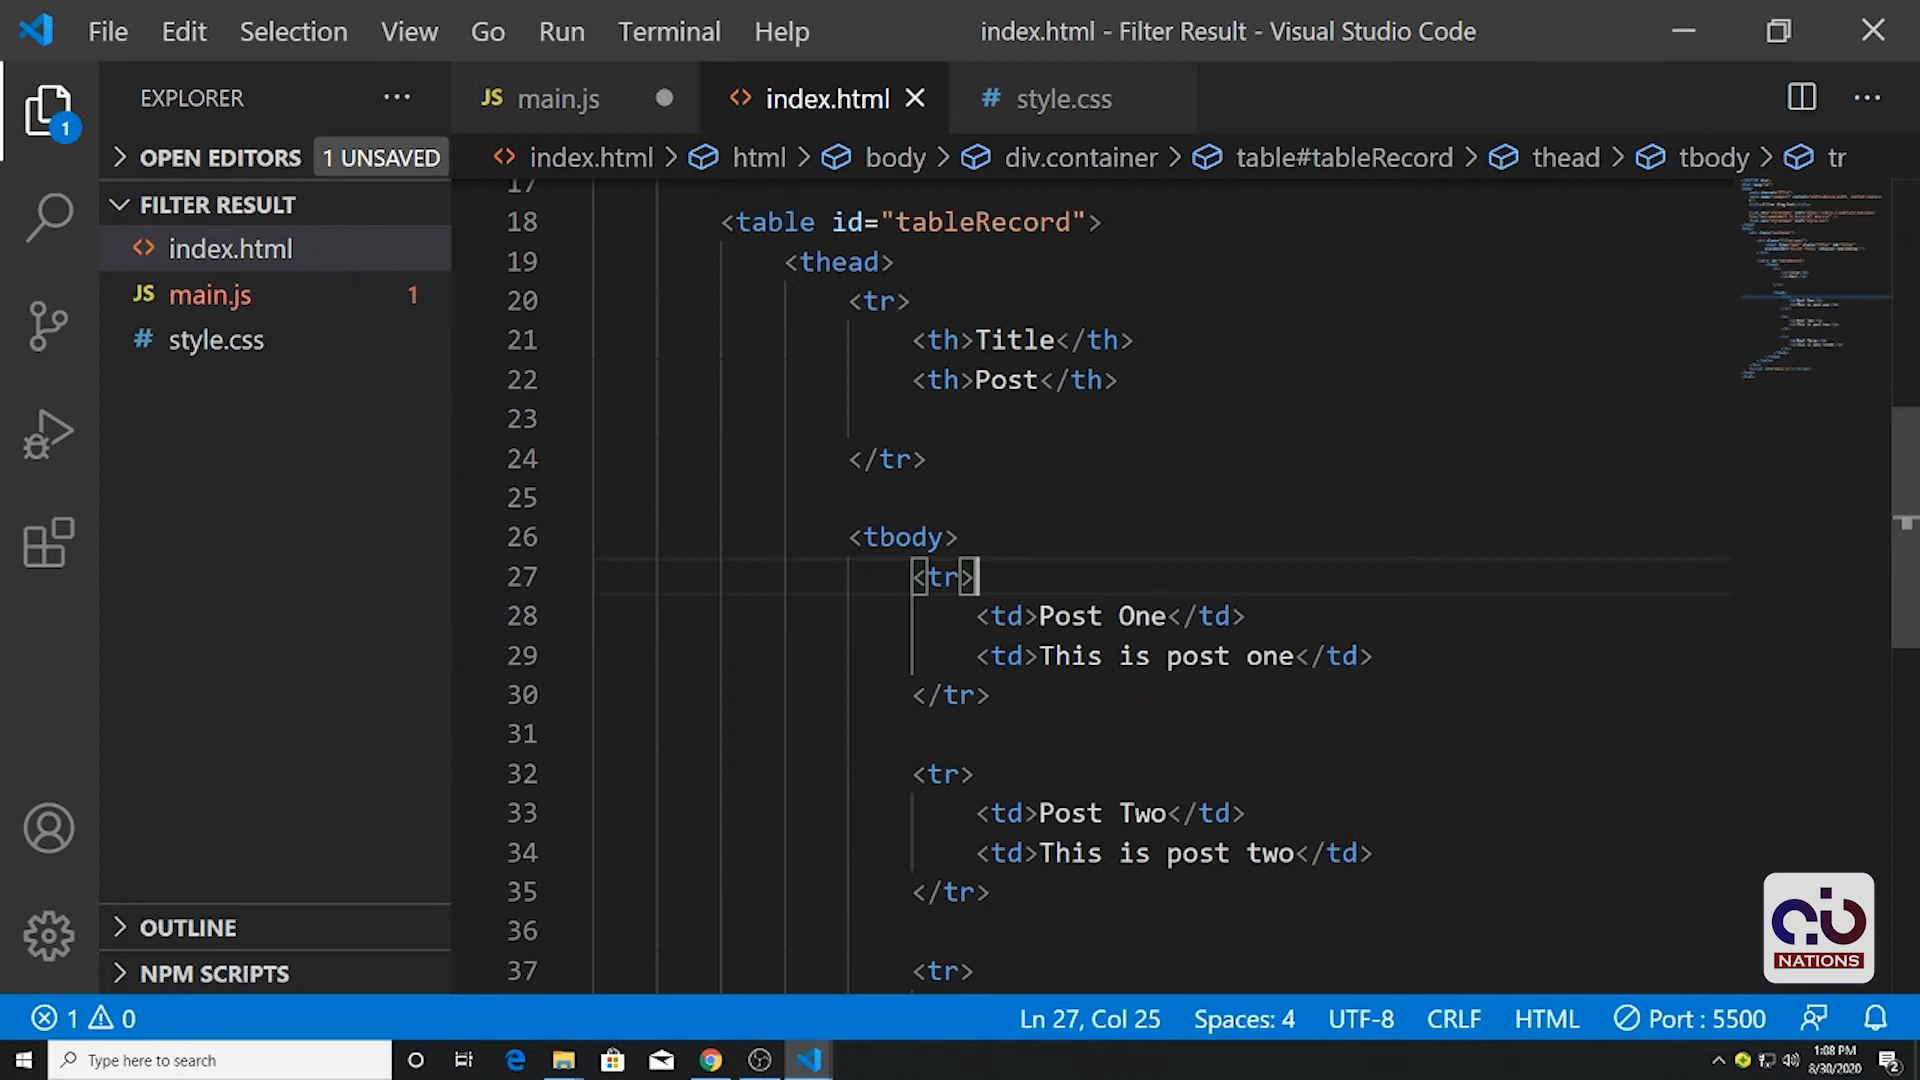 File Edit Selection View Go Run Terminal Help index.html - Filter Result - Visual Studio Code
EXPLORER
JS main.js <> index.html # style.css
OPEN EDITORS 1 UNSAVED
index.html > html > body > div.container > table#tableRecord > thead > tbody > tr
FILTER RESULT
<> index.html
JS main.js 1
# style.css
17
18 <table id="tableRecord">
19 <thead>
20 <tr>
21 <th>Title</th>
22 <th>Post</th>
23
24 </tr>
25
26 <tbody>
27 <tr>
28 <td>Post One</td>
29 <td>This is post one</td>
30 </tr>
31
32 <tr>
33 <td>Post Two</td>
34 <td>This is post two</td>
35 </tr>
36
37 <tr>
1
OUTLINE
NPM SCRIPTS
NATIONS
1 0 Ln 27, Col 25 Spaces: 4 UTF-8 CRLF HTML Port : 5500
Type here to search
1:08 PM
8/30/2020
2